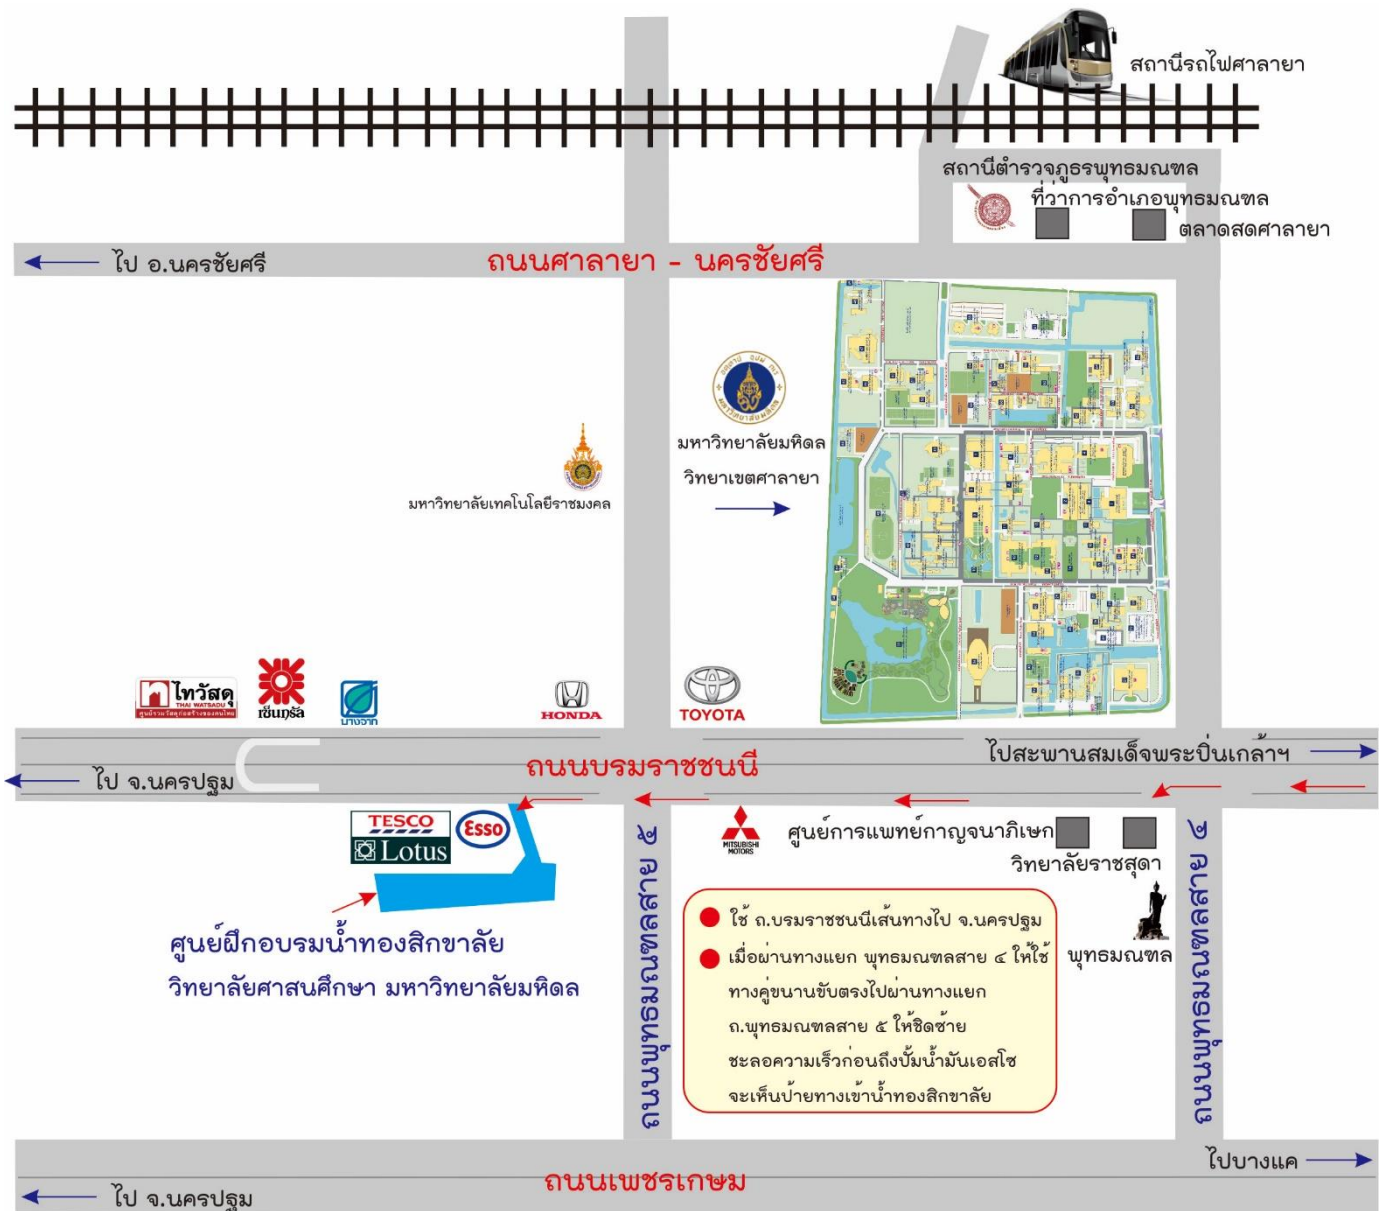 สถานีรถไฟศาลายา
สถานีตำรวจภูธรพุทธมณฑล
ที่ว่าการอำเภอพุทธมณฑล
ตลาดสดศาลายา
ไป อ.นครชัยศรี
ถนนศาลายา - นครชัยศรี
มหาวิทยาลัยมหิดล
วิทยาเขตศาลายา
มหาวิทยาลัยเทคโนโลยีราชมงคล
ไทวัสดุ
THAI WATSADU
เซ็นทรัล
บางจาก
HONDA
TOYOTA
ไปสะพานสมเด็จพระปิ่นเกล้าฯ
ถนนบรมราชชนนี
ไป จ.นครปฐม
TESCO
Lotus
Esso
MITSUBISHI
MOTORS
ศูนย์การแพทย์กาญจนาภิเษก
วิทยาลัยราชสุดา
พุทธมณฑล
ถนนพุทธมณฑลสาย ๕
ถนนพุทธมณฑลสาย ๔
ศูนย์ฝึกอบรมน้ำทองสิกขาลัย
วิทยาลัยศาสนศึกษา มหาวิทยาลัยมหิดล
ใช้ ถ.บรมราชชนนีเส้นทางไป จ.นครปฐม
เมื่อผ่านทางแยก พุทธมณฑลสาย ๔ ให้ใช้
ทางคู่ขนานขับตรงไปผ่านทางแยก
ถ.พุทธมณฑลสาย ๕ ให้ชิดซ้าย
ชะลอความเร็วก่อนถึงปั้มน้ำมันเอสโซ
จะเห็นป้ายทางเข้าน้ำทองสิกขาลัย
ไปบางแค
ถนนเพชรเกษม
ไป จ.นครปฐม